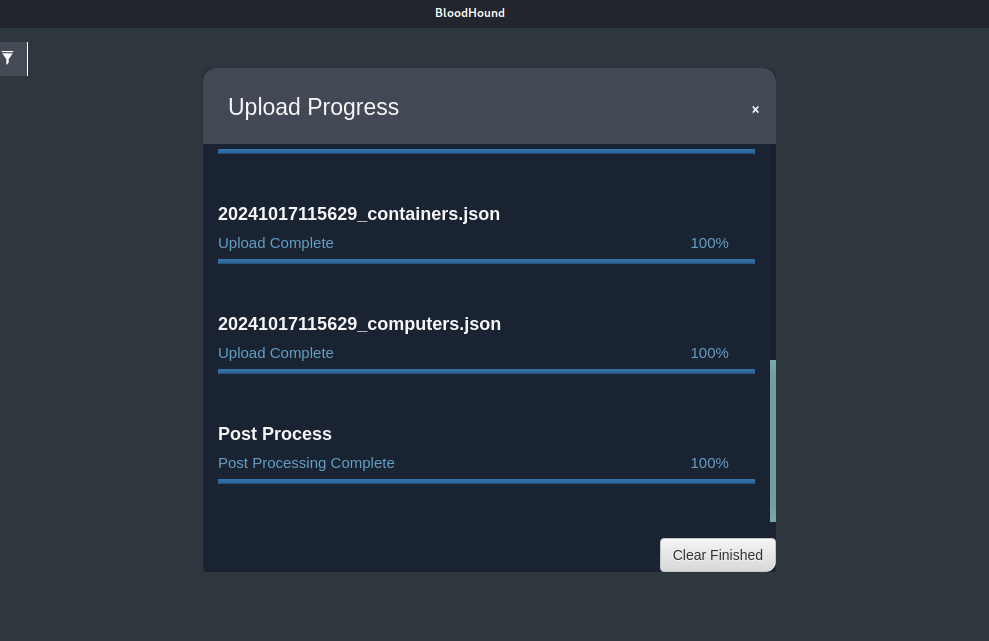 BloodHound
Upload Progress
×
20241017115629_containers.json
Upload Complete 100%
20241017115629_computers.json
Upload Complete 100%
Post Process
Post Processing Complete 100%
Clear Finished